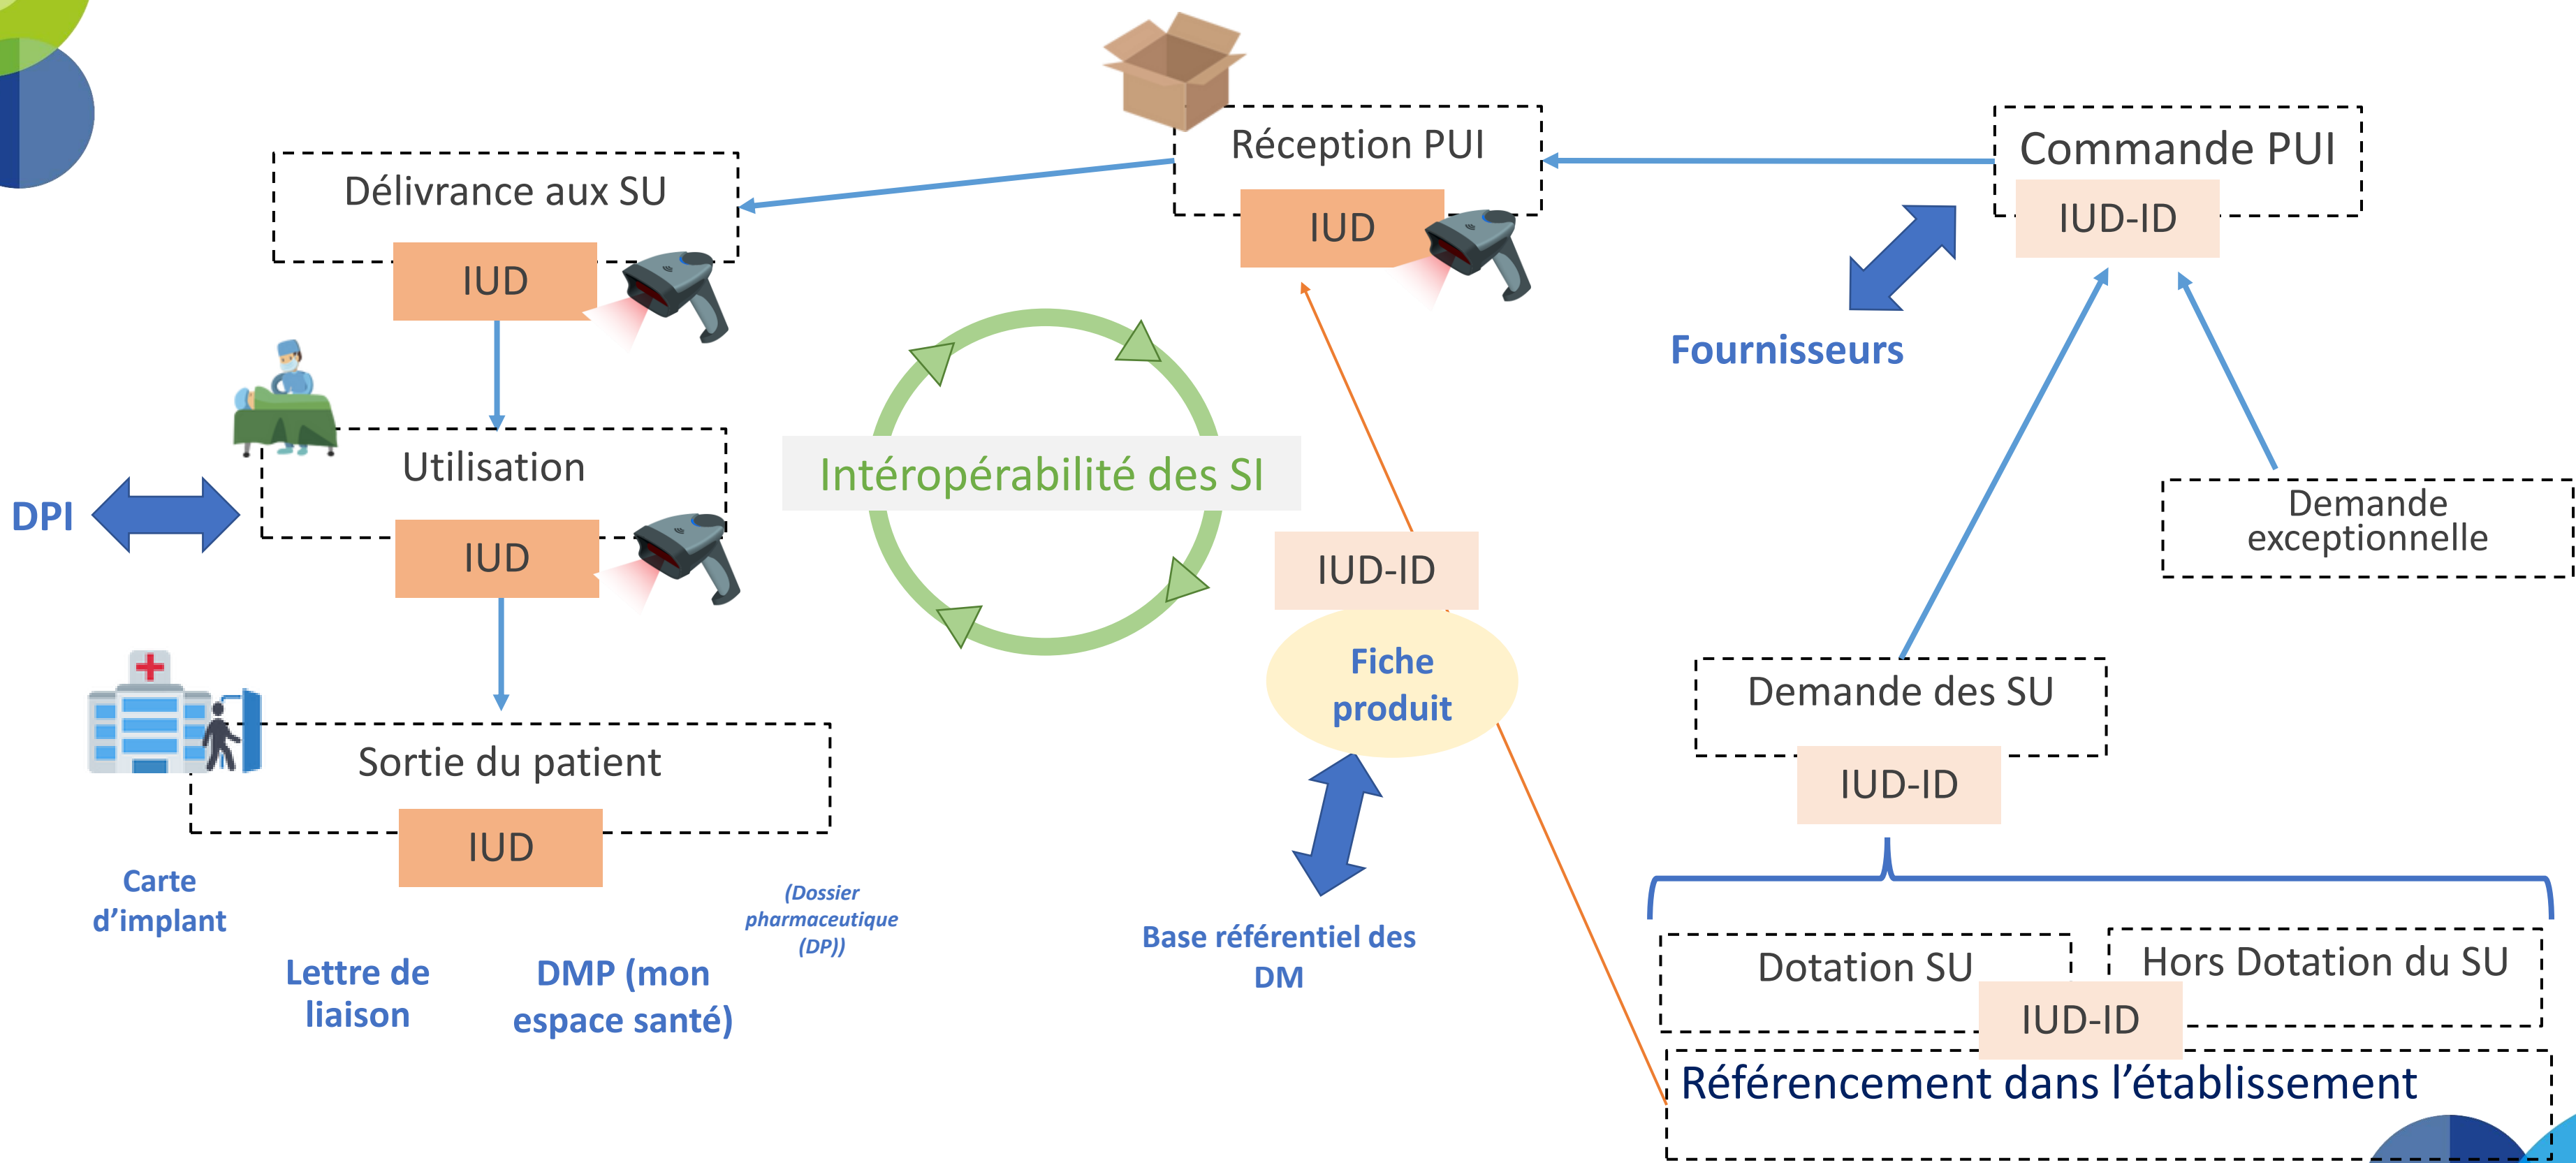 Réception PUI
IUD
Commande PUI
IUD-ID
Délivrance aux SU
IUD
Fournisseurs
Utilisation
IUD
DPI
Intéropérabilité des SI
Demande
exceptionnelle
IUD-ID
Fiche
produit
Demande des SU
IUD-ID
Sortie du patient
IUD
Carte
d’implant
(Dossier
pharmaceutique
(DP))
Lettre de
liaison
DMP (mon
espace santé)
Base référentiel des
DM
Dotation SU
Hors Dotation du SU
IUD-ID
Référencement dans l’établissement